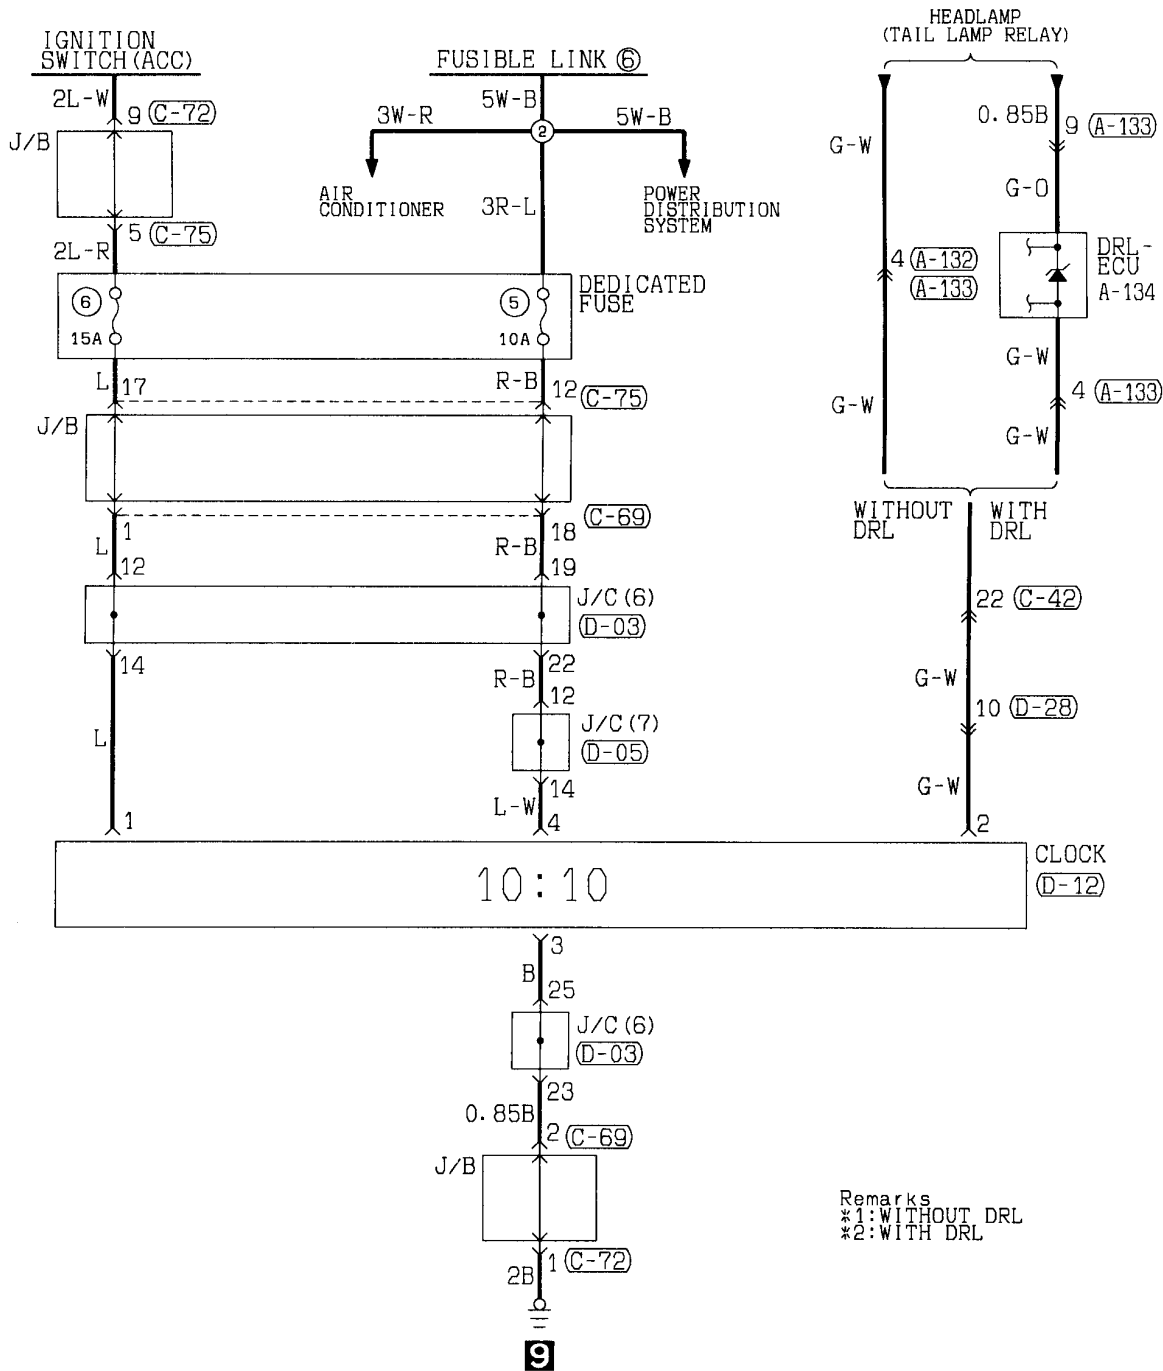 IGNITION
SWITCH(ACC)
FUSIBLE LINK ⑥
HEADLAMP
(TAIL LAMP RELAY)
2L-W
9 (C-72)
J/B
5 (C-75)
2L-R
5W-B
3W-R
2
5W-B
AIR
CONDITIONER
3R-L
POWER
DISTRIBUTION
SYSTEM
G-W
0.85B
9 (A-133)
G-O
4 (A-132)
(A-133)
DRL-
ECU
A-134
6
15A
5
10A
DEDICATED
FUSE
L
17
R-B
12 (C-75)
J/B
G-W
G-W
4 (A-133)
G-W
1
18
(C-69)
L
R-B
12
19
WITHOUT
DRL
WITH
DRL
J/C(6)
(D-03)
22 (C-42)
14
22
R-B
12
G-W
10 (D-28)
J/C(7)
(D-05)
L
14
L-W
G-W
1
4
2
10:10
CLOCK
(D-12)
3
B
25
J/C(6)
(D-03)
23
0.85B
2 (C-69)
J/B
1 (C-72)
2B
9
Remarks
*1:WITHOUT DRL
*2:WITH DRL